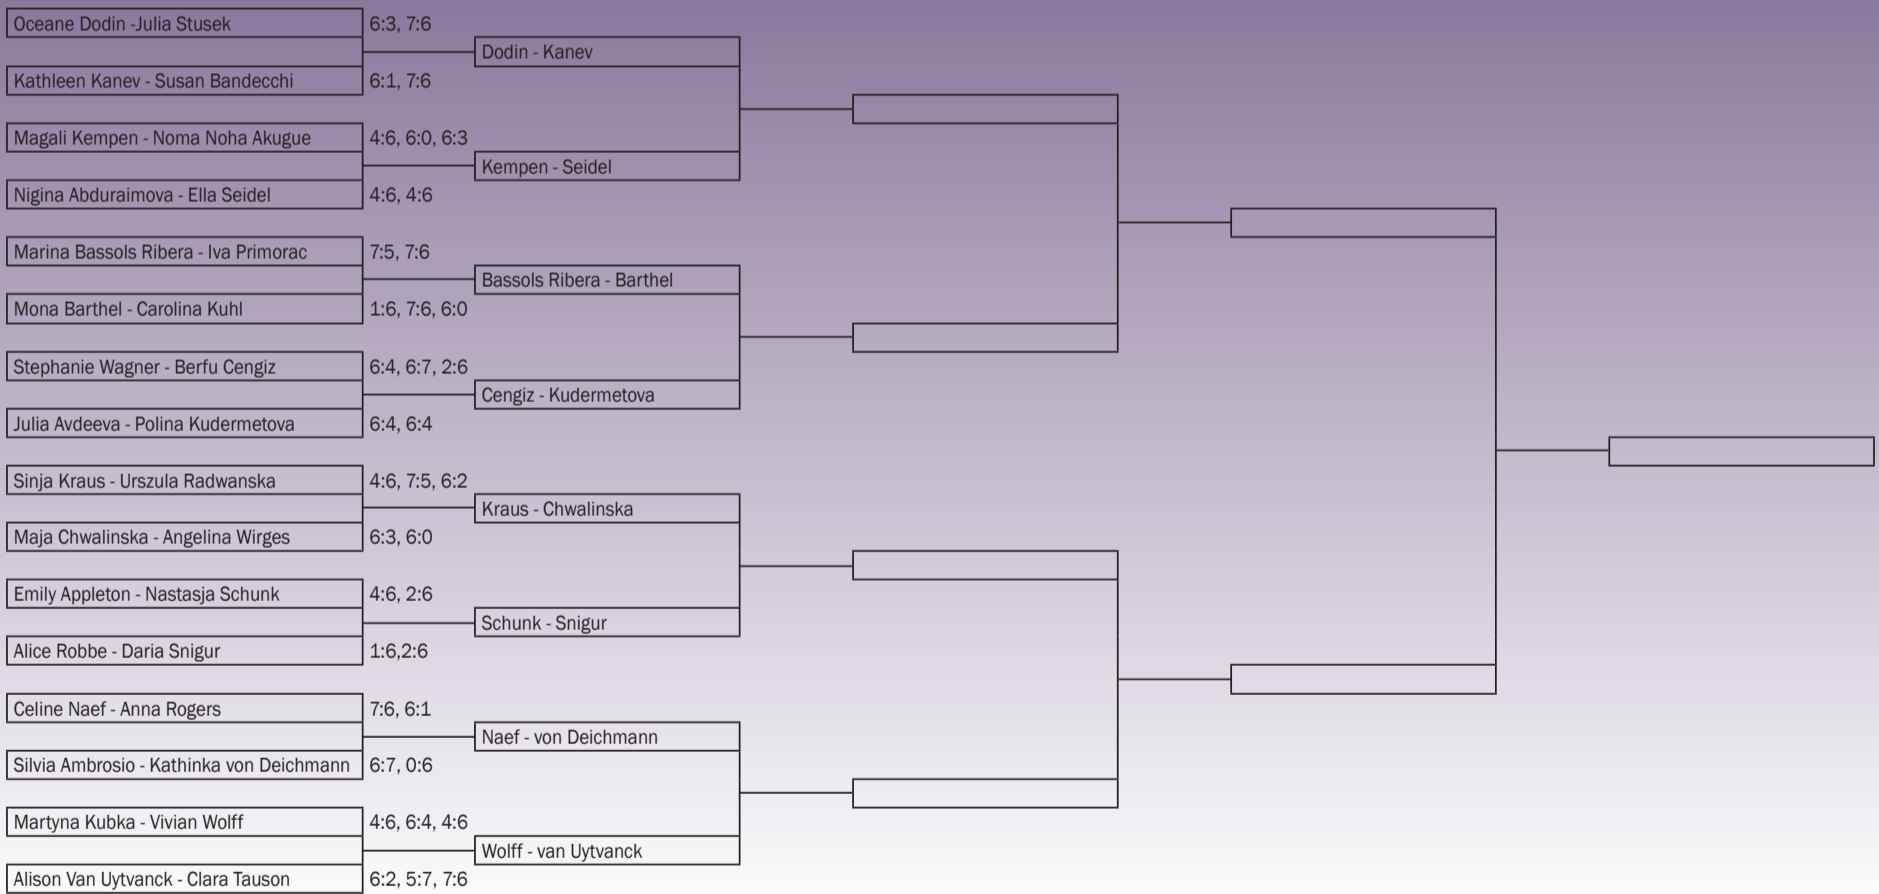 Oceane Dodin -Julia Stusek 6:3, 7:6
Dodin - Kanev
Kathleen Kanev - Susan Bandecchi 6:1, 7:6
Magali Kempen - Noma Noha Akugue 4:6, 6:0, 6:3
Kempen - Seidel
Nigina Abduraimova - Ella Seidel 4:6, 4:6
Marina Bassols Ribera - Iva Primorac 7:5, 7:6
Bassols Ribera - Barthel
Mona Barthel - Carolina Kuhl 1:6, 7:6, 6:0
Stephanie Wagner - Berfu Cengiz 6:4, 6:7, 2:6
Cengiz - Kudermetova
Julia Avdeeva - Polina Kudermetova 6:4, 6:4
Sinja Kraus - Urszula Radwanska 4:6, 7:5, 6:2
Kraus - Chwalinska
Maja Chwalinska - Angelina Wirges 6:3, 6:0
Emily Appleton - Nastasja Schunk 4:6, 2:6
Schunk - Snigur
Alice Robbe - Daria Snigur 1:6,2:6
Celine Naef - Anna Rogers 7:6, 6:1
Naef - von Deichmann
Silvia Ambrosio - Kathinka von Deichmann 6:7, 0:6
Martyna Kubka - Vivian Wolff 4:6, 6:4, 4:6
Wolff - van Uytvanck
Alison Van Uytvanck - Clara Tauson 6:2, 5:7, 7:6